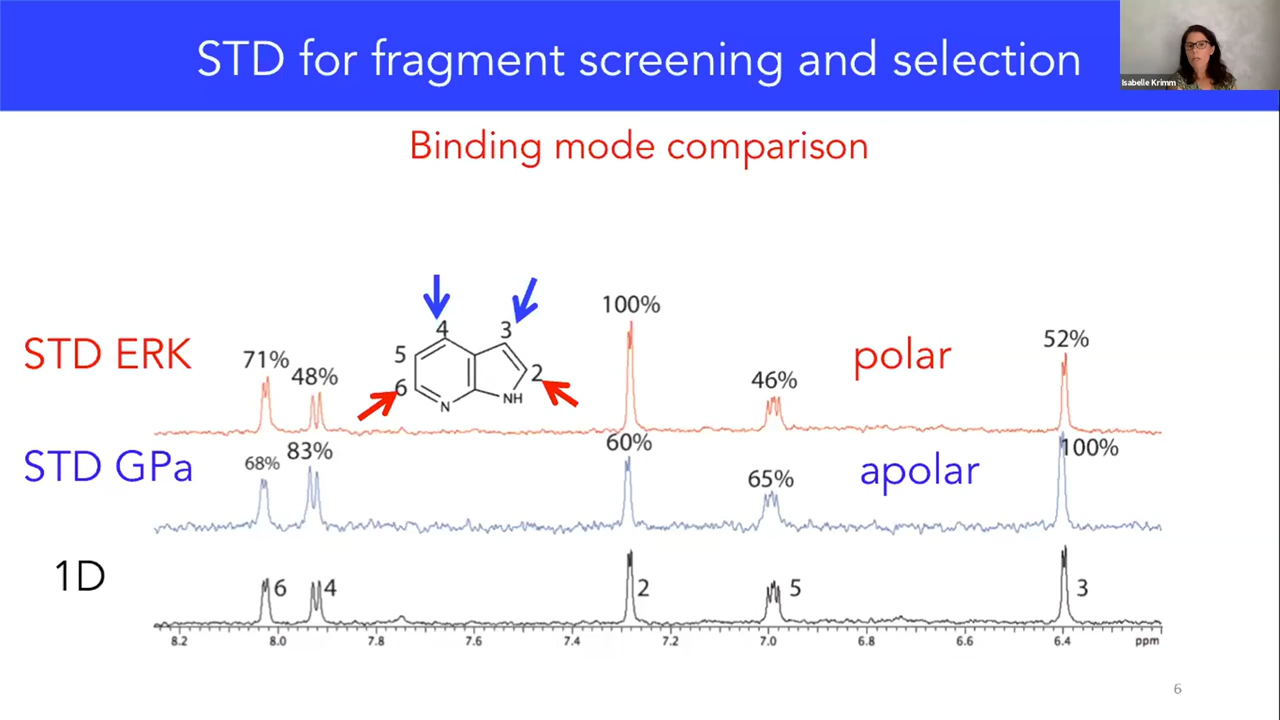 STD for fragment screening and selection
Isabelle Krimm
Binding mode comparison
STD ERK
71%
48%
4
3
5
2
6
N
NH
100%
46%
polar
52%
STD GPa
68%
83%
60%
65%
apolar
100%
1D
6
4
2
5
3
8.2 8.0 7.8 7.6 7.4 7.2 7.0 6.8 6.6 6.4 ppm
6